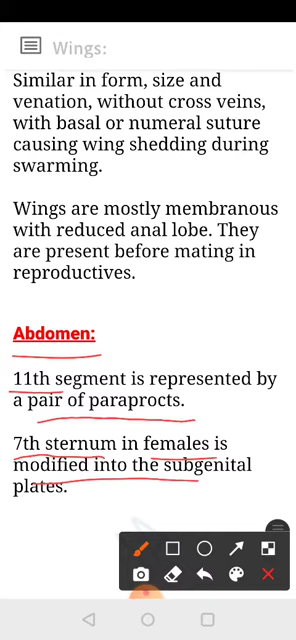 Wings:
Similar in form, size and
venation, without cross veins,
with basal or numeral suture
causing wing shedding during
swarming.
Wings are mostly membranous
with reduced anal lobe. They
are present before mating in
reproductives.
Abdomen:
11th segment is represented by
a pair of paraprocts.
7th sternum in females is
modified into the subgenital
plates.